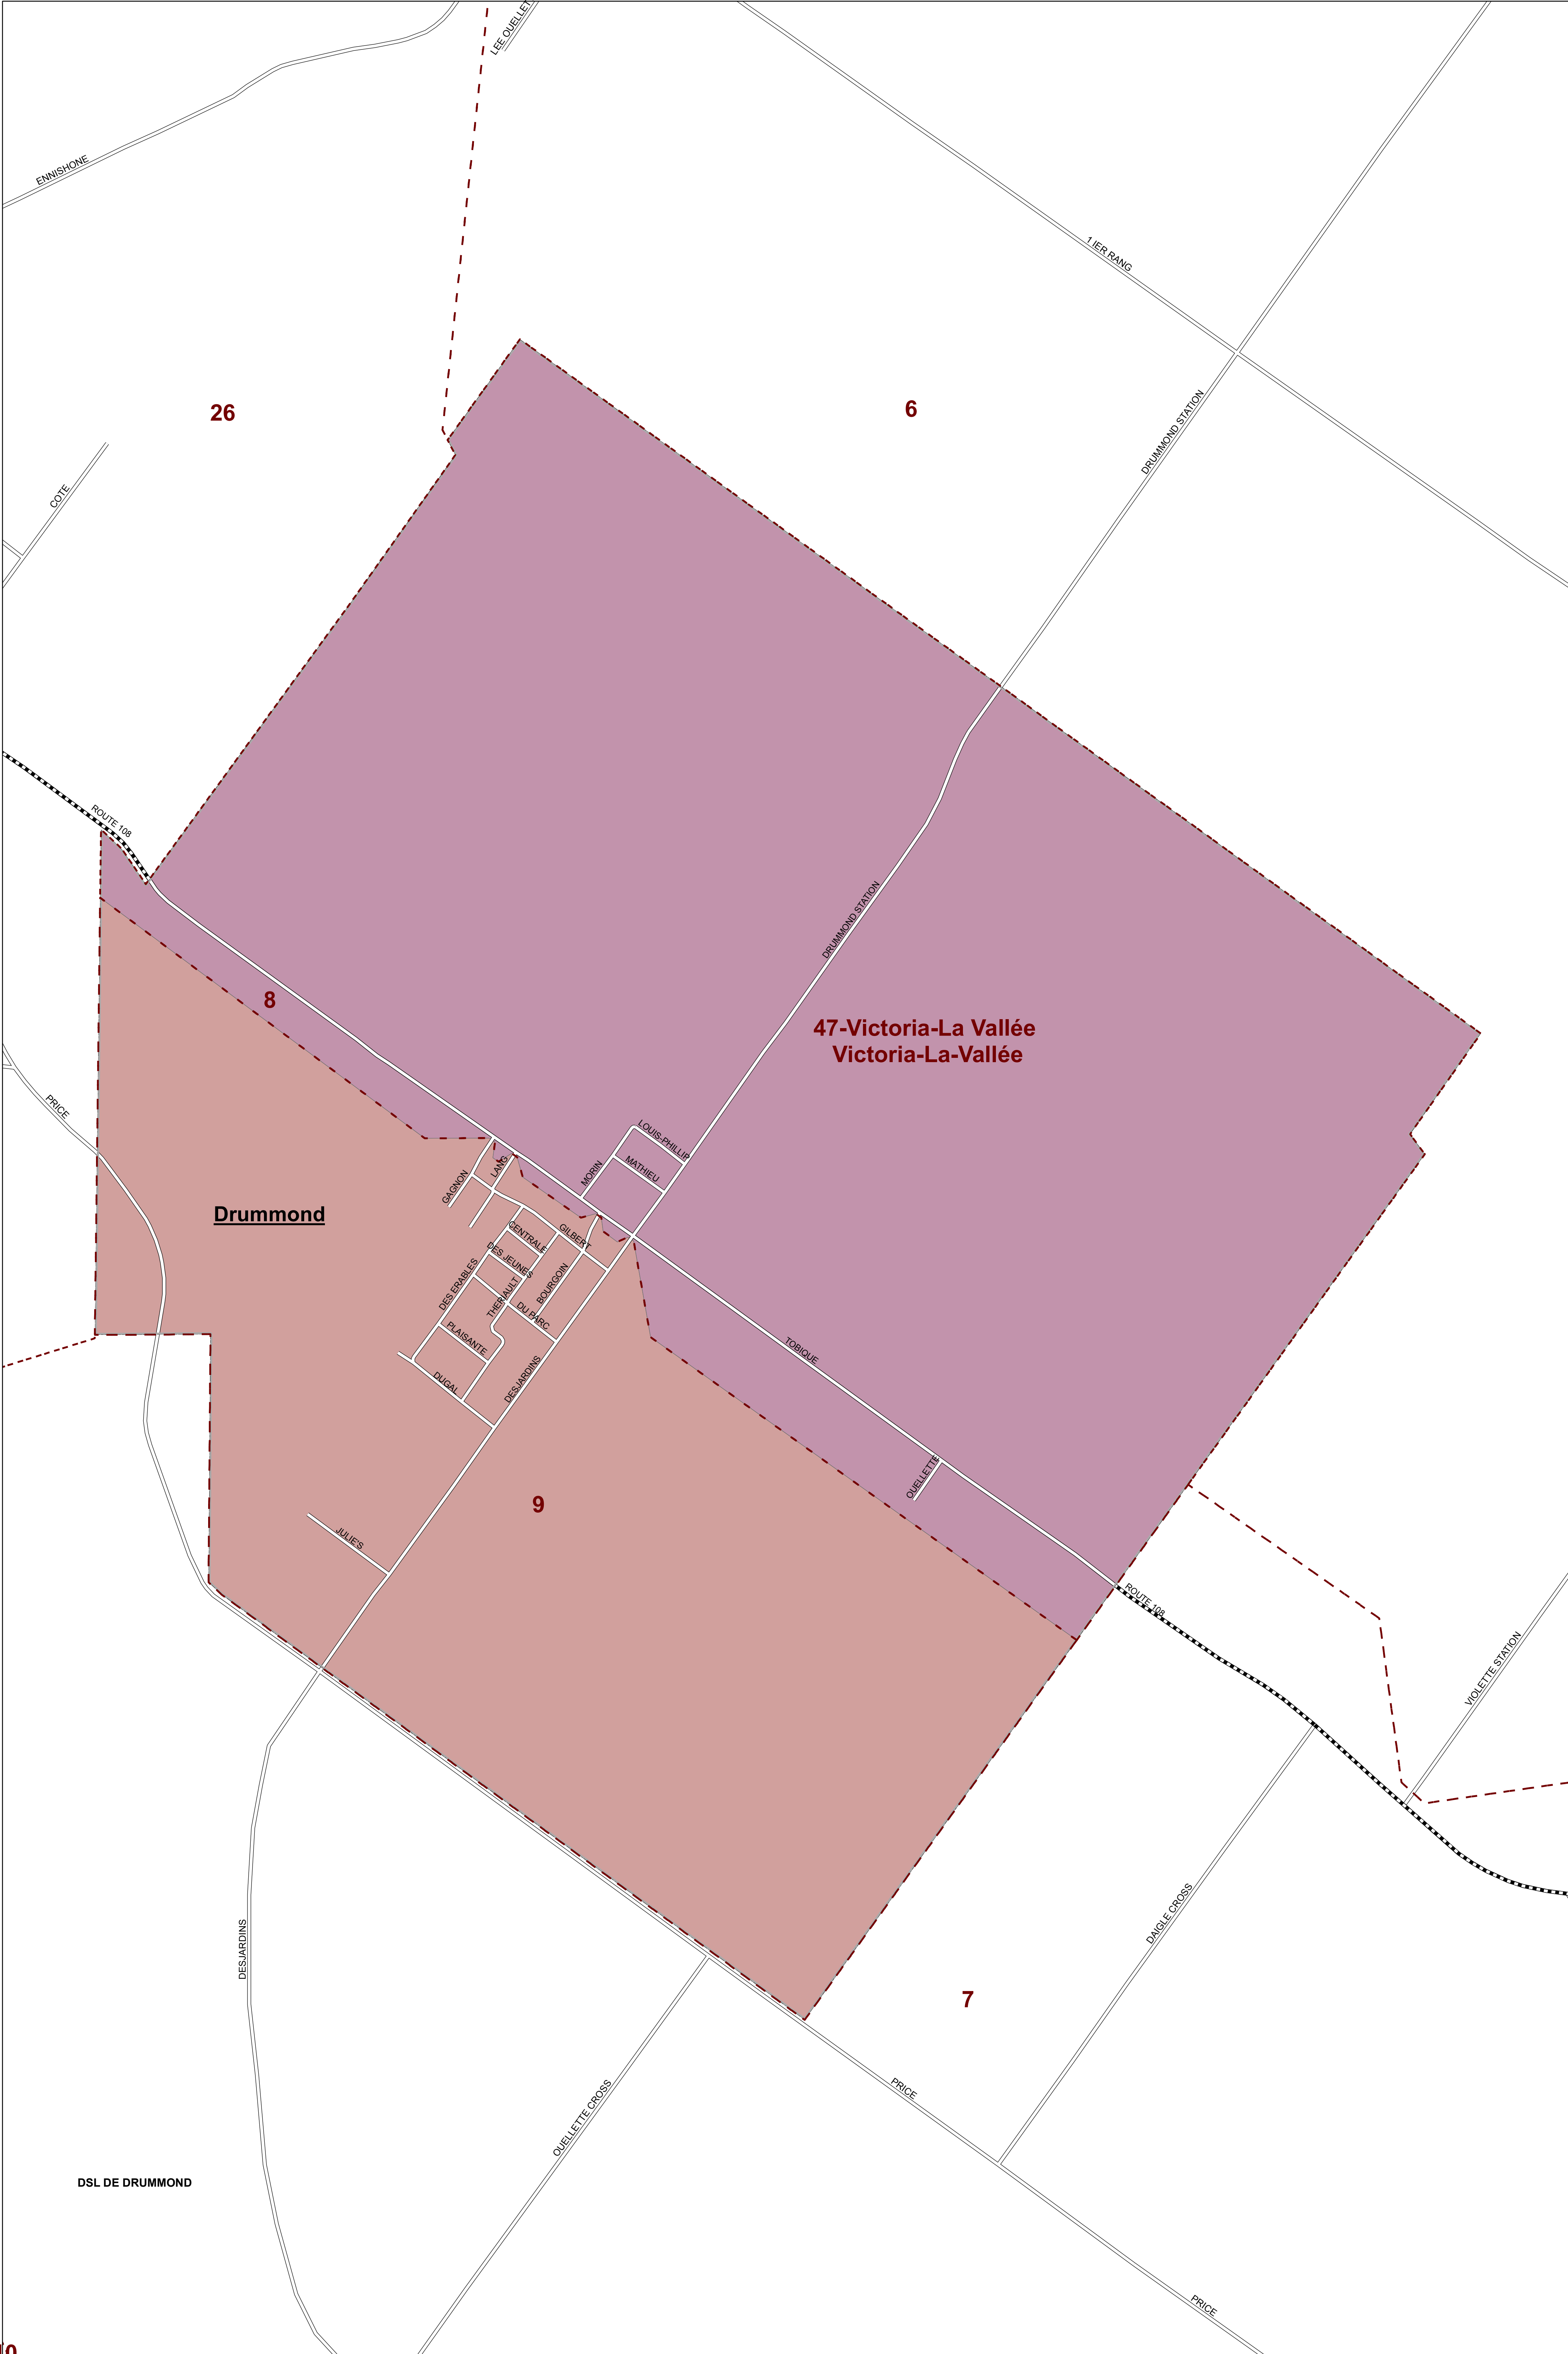 LEE OUELLET
ENNISHONE
1 IER RANG
26
6
DRUMMOND STATION
COTE
ROUTE 108
DRUMMOND STATION
8
47-Victoria-La Vallée
Victoria-La-Vallée
PRICE
LOUIS-PHILLIP
MATHIEU
MORIN
LANG
GAGNON
Drummond
GILBERT
CENTRALE
DES JEUNES
BOURGOIN
DES ERABLES
THERIAULT
DU PARC
PLAISANTE
TOBIQUE
DESJARDINS
DUGAL
OUELLETTE
9
JULIE'S
ROUTE 108
VIOLETTE STATION
DAIGLE CROSS
DESJARDINS
7
PRICE
OUELLETTE CROSS
DSL DE DRUMMOND
PRICE